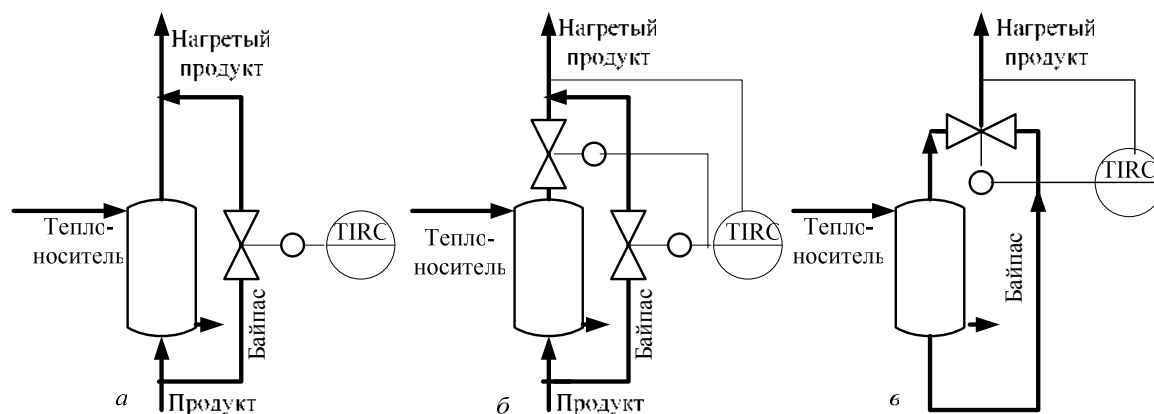 Нагретый
продукт
Тепло-
носитель
TIRC
Байпас
Продукт
а
Нагретый
продукт
Тепло-
носитель
TIRC
Байпас
Продукт
б
Нагретый
продукт
Тепло-
носитель
TIRC
Байпас
в